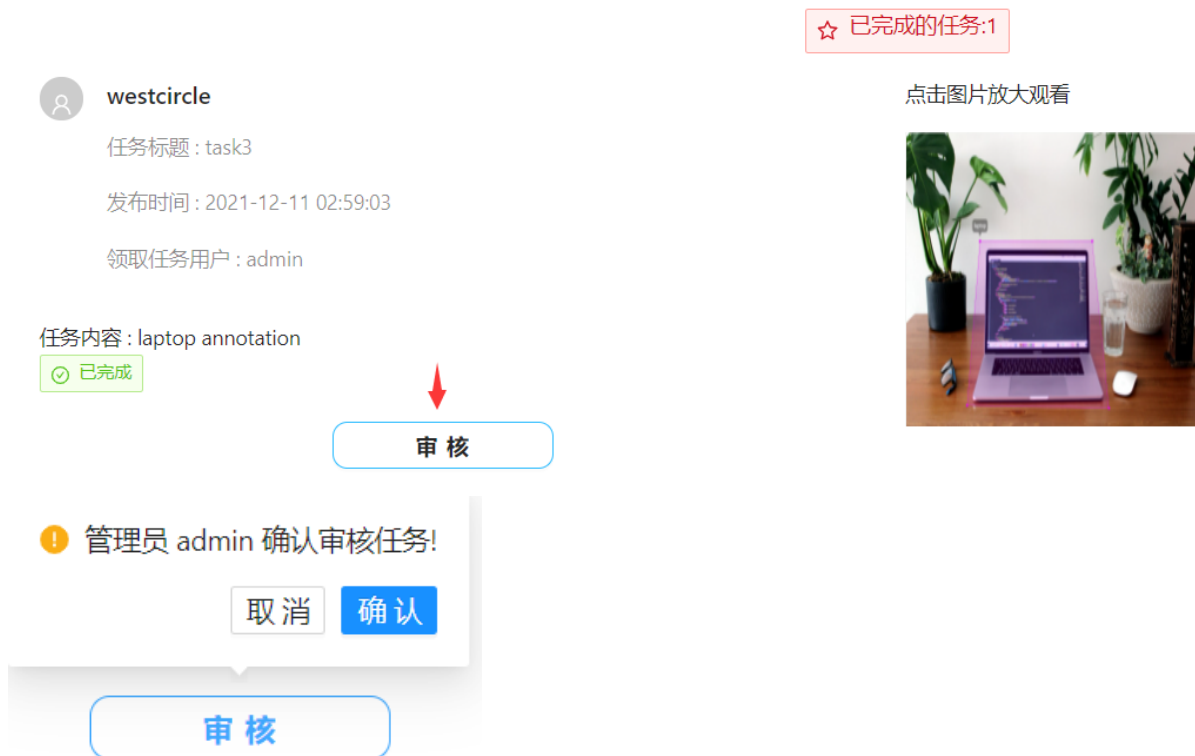 已完成的任务:1
westcircle
点击图片放大观看
任务标题 : task3
发布时间 : 2021-12-11 02:59:03
领取任务用户 : admin
任务内容 : laptop annotation
已完成
审 核
管理员 admin 确认审核任务!
取 消
确 认
审 核